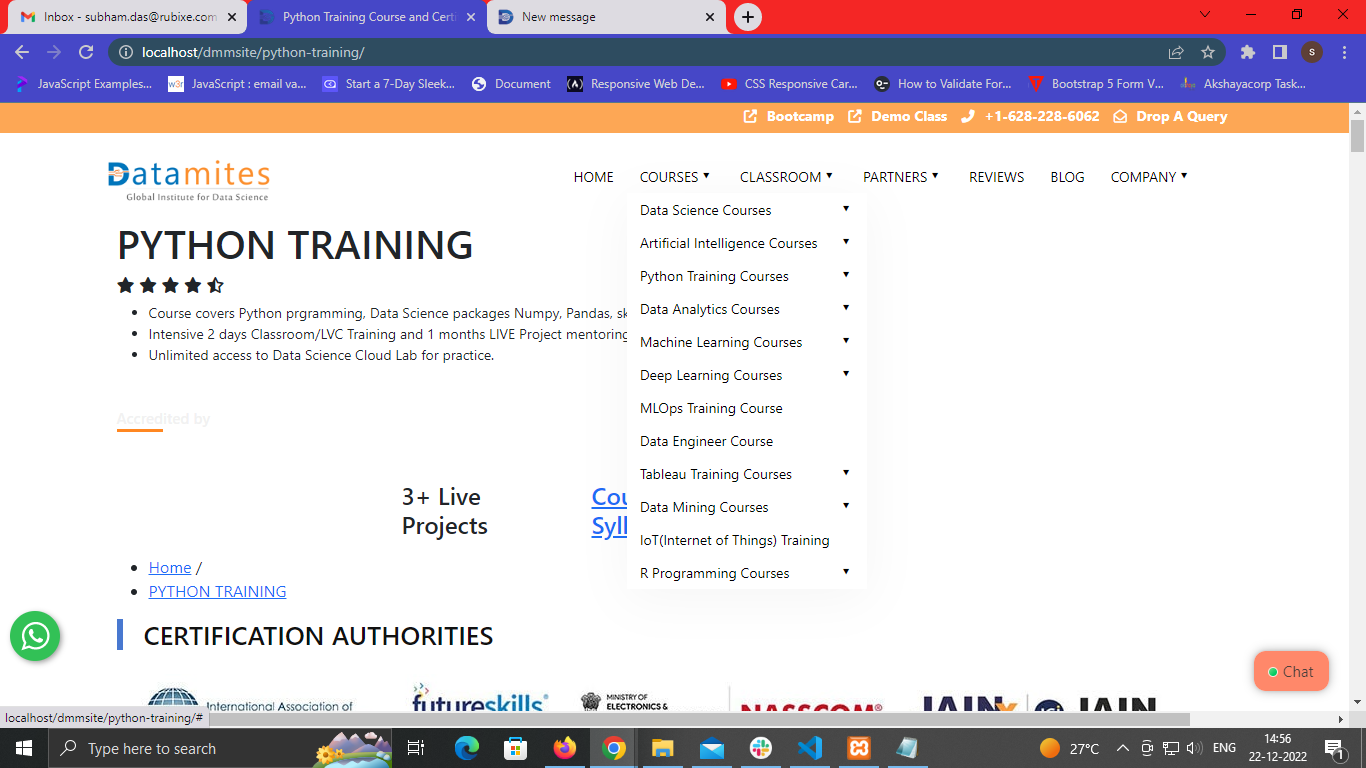 Inbox - subham.das@rubixe.com
Python Training Course and Certi
New message
localhost/dmmsite/python-training/
S
JavaScript Examples...
w3f
JavaScript : email va...
Start a 7-Day Sleek...
Document
Responsive Web De...
CSS Responsive Car...
How to Validate For...
Bootstrap 5 Form V...
Akshayacorp Task...
Bootcamp
Demo Class
+1-628-228-6062
Drop A Query
Datamites
Global Institute for Data Science
HOME
COURSES
CLASSROOM
PARTNERS
REVIEWS
BLOG
COMPANY
Data Science Courses
Artificial Intelligence Courses
Python Training Courses
Data Analytics Courses
Machine Learning Courses
Deep Learning Courses
MLOps Training Course
Data Engineer Course
Tableau Training Courses
Data Mining Courses
IoT(Internet of Things) Training
R Programming Courses
PYTHON TRAINING
Course covers Python prgramming, Data Science packages Numpy, Pandas, sk
Intensive 2 days Classroom/LVC Training and 1 months LIVE Project mentoring
Unlimited access to Data Science Cloud Lab for practice.
Accredited by
3+ Live
Projects
Cou
Syll
Home /
PYTHON TRAINING
CERTIFICATION AUTHORITIES
International Association of
futureskills
MINISTRY OF
ELECTRONICS &
NASSCOM
JAINx
JGi
JAIN
Chat
localhost/dmmsite/python-training/#
Type here to search
27°C
ENG
14:56
22-12-2022
1